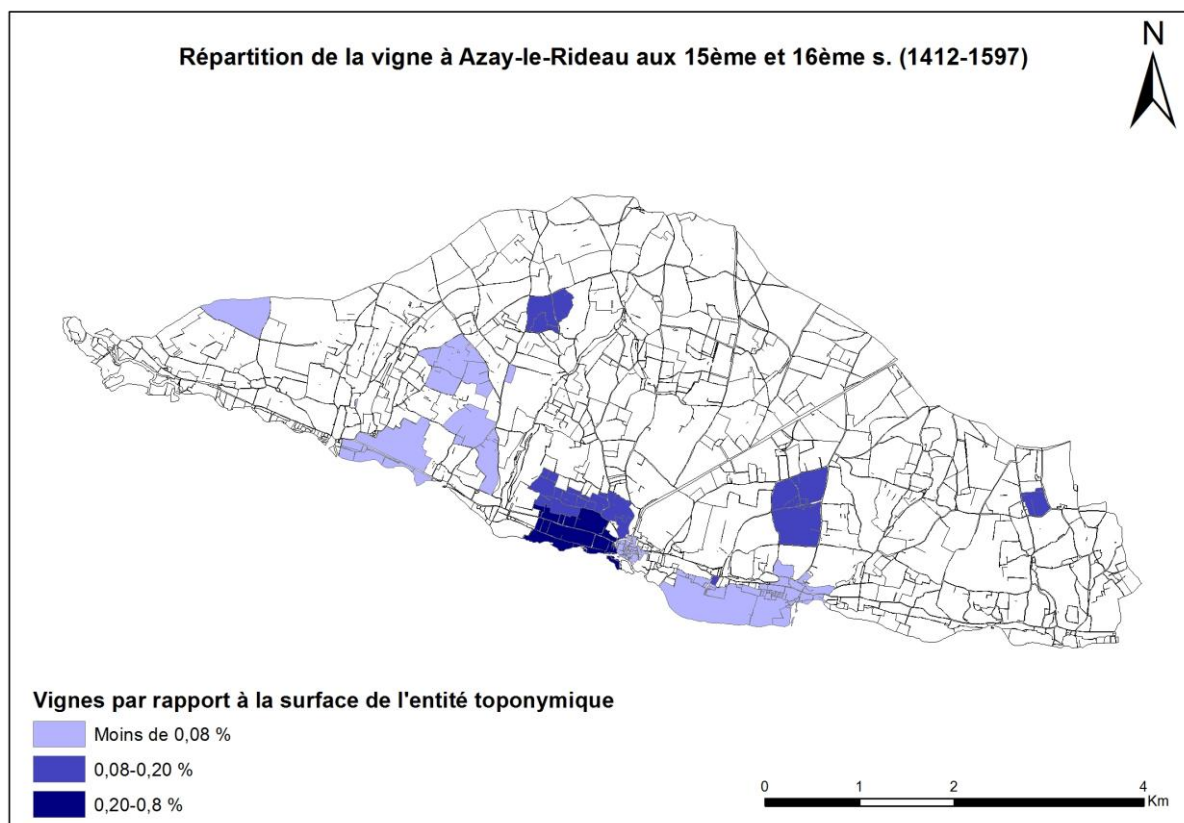 N
Répartition de la vigne à Azay-le-Rideau aux 15ème et 16ème s. (1412-1597)
Vignes par rapport à la surface de l'entité toponymique
Moins de 0,08 %
0,08-0,20 %
0,20-0,8 %
0 1 2 4
Km